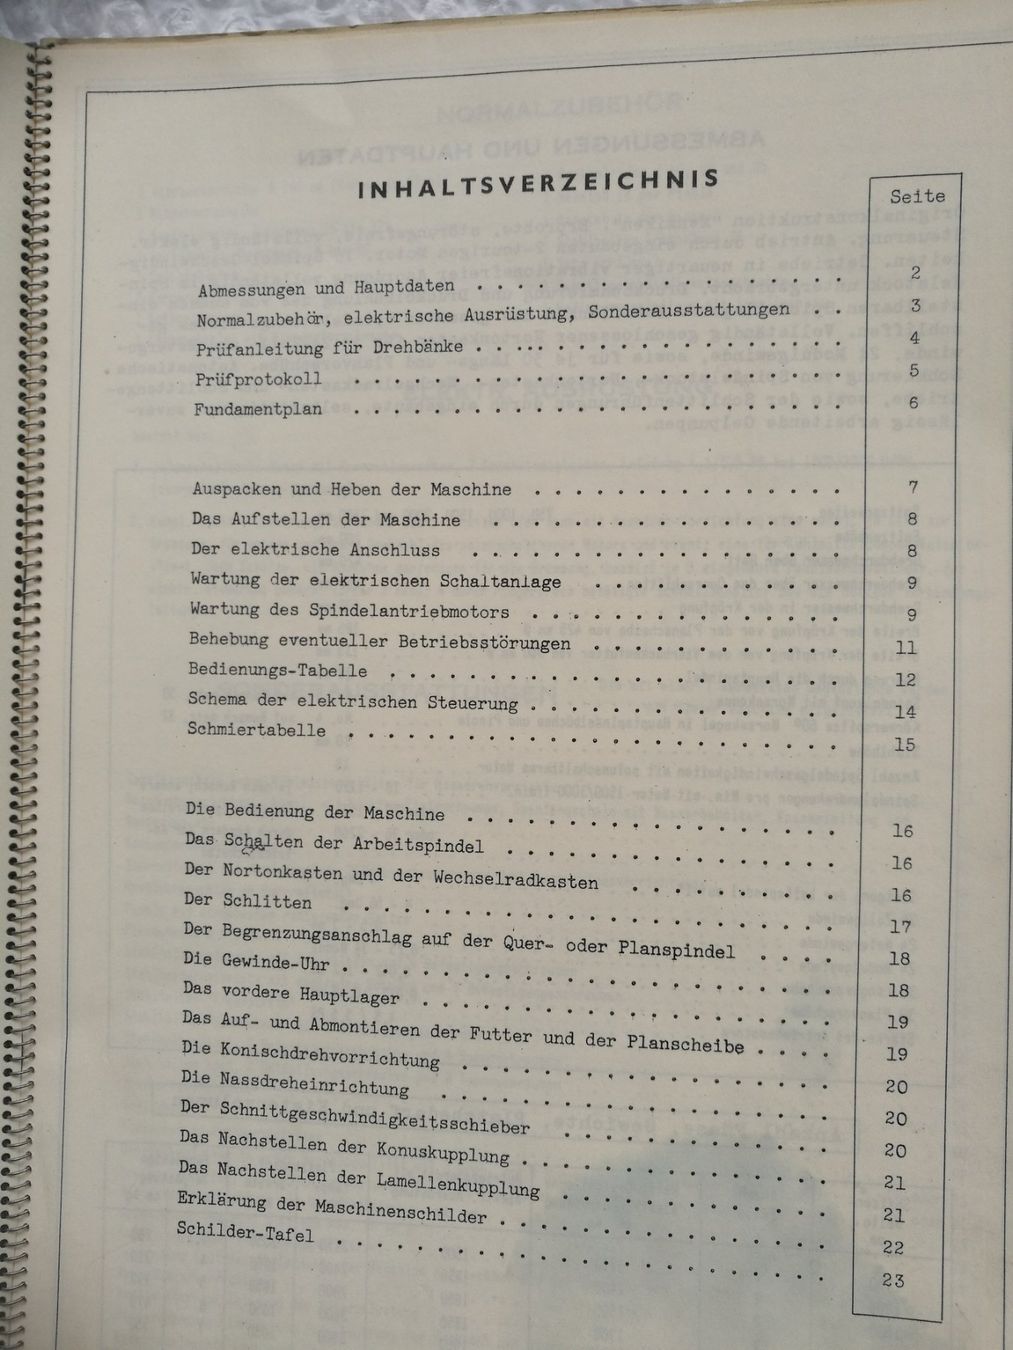 INHALTSVERZEICHNIS
Seite
Abmessungen und Hauptdaten . . . . . . . . . . . . . . . . . 2
Normalzubehör, elektrische Ausrüstung, Sonderausstattungen . . 3
Prüfanleitung für Drehbänke . . . . . . . . . . . . . . . . . 4
Prüfprotokoll . . . . . . . . . . . . . . . . . . . . . 5
Fundamentplan . . . . . . . . . . . . . . . . . . . . . 6
Auspacken und Heben der Maschine . . . . . . . . . . . . . . . 7
Das Aufstellen der Maschine . . . . . . . . . . . . . . . . . 8
Der elektrische Anschluss . . . . . . . . . . . . . . . . . . 8
Wartung der elektrischen Schaltanlage . . . . . . . . . . . . 9
Wartung des Spindelantriebmotors . . . . . . . . . . . . . . . 9
Behebung eventueller Betriebsstörungen . . . . . . . . . . . . 11
Bedienungs-Tabelle . . . . . . . . . . . . . . . . . . . . 12
Schema der elektrischen Steuerung . . . . . . . . . . . . . . . 14
Schmiertabelle . . . . . . . . . . . . . . . . . . . . . 15
Die Bedienung der Maschine . . . . . . . . . . . . . . . . . 16
Das Schalten der Arbeitspindel . . . . . . . . . . . . . . . 16
Der Nortonkasten und der Wechselradkasten . . . . . . . . . . 16
Der Schlitten . . . . . . . . . . . . . . . . . . . . . 17
Der Begrenzungsanschlag auf der Quer- oder Planspindel . . . . 18
Die Gewinde-Uhr . . . . . . . . . . . . . . . . . . . . . 18
Das vordere Hauptlager . . . . . . . . . . . . . . . . . . 19
Das Auf- und Abmontieren der Futter und der Planscheibe . . . . 19
Die Konischdrehvorrichtung . . . . . . . . . . . . . . . . . 20
Die Nassdreheinrichtung . . . . . . . . . . . . . . . . . . 20
Der Schnittgeschwindigkeitsschieber . . . . . . . . . . . . . 20
Das Nachstellen der Konuskupplung . . . . . . . . . . . . . . . 21
Das Nachstellen der Lamellenkupplung . . . . . . . . . . . . . 21
Erklärung der Maschinenschilder . . . . . . . . . . . . . . . 22
Schilder-Tafel . . . . . . . . . . . . . . . . . . . . . 23